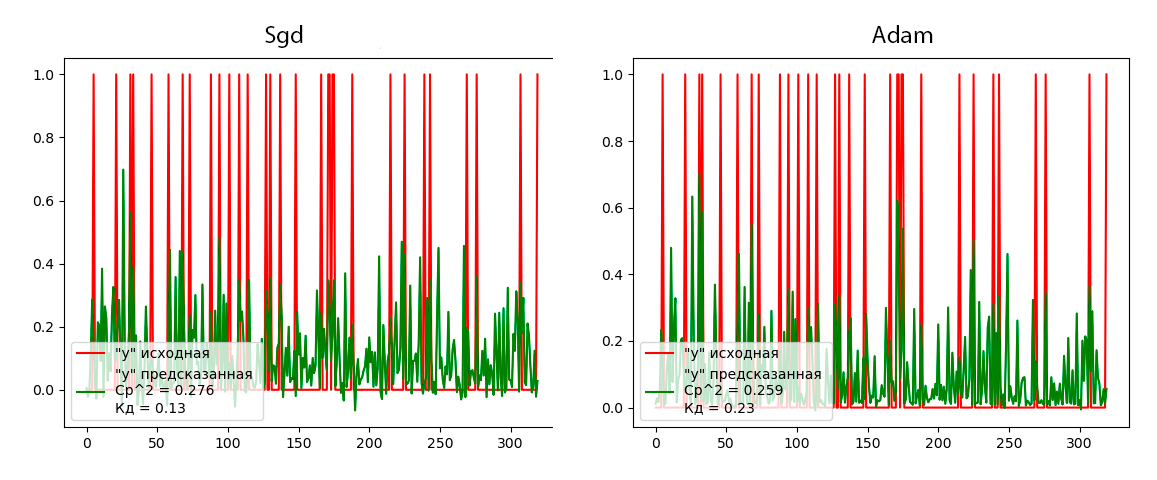 Sgd
1.0
0.8
0.6
0.4
0.2
0.0
"y" исходная
"y" предсказанная
Ср^2 = 0.276
Кд = 0.13
0 50 100 150 200 250 300
Adam
1.0
0.8
0.6
0.4
0.2
0.0
"y" исходная
"y" предсказанная
Ср^2 = 0.259
Кд = 0.23
0 50 100 150 200 250 300